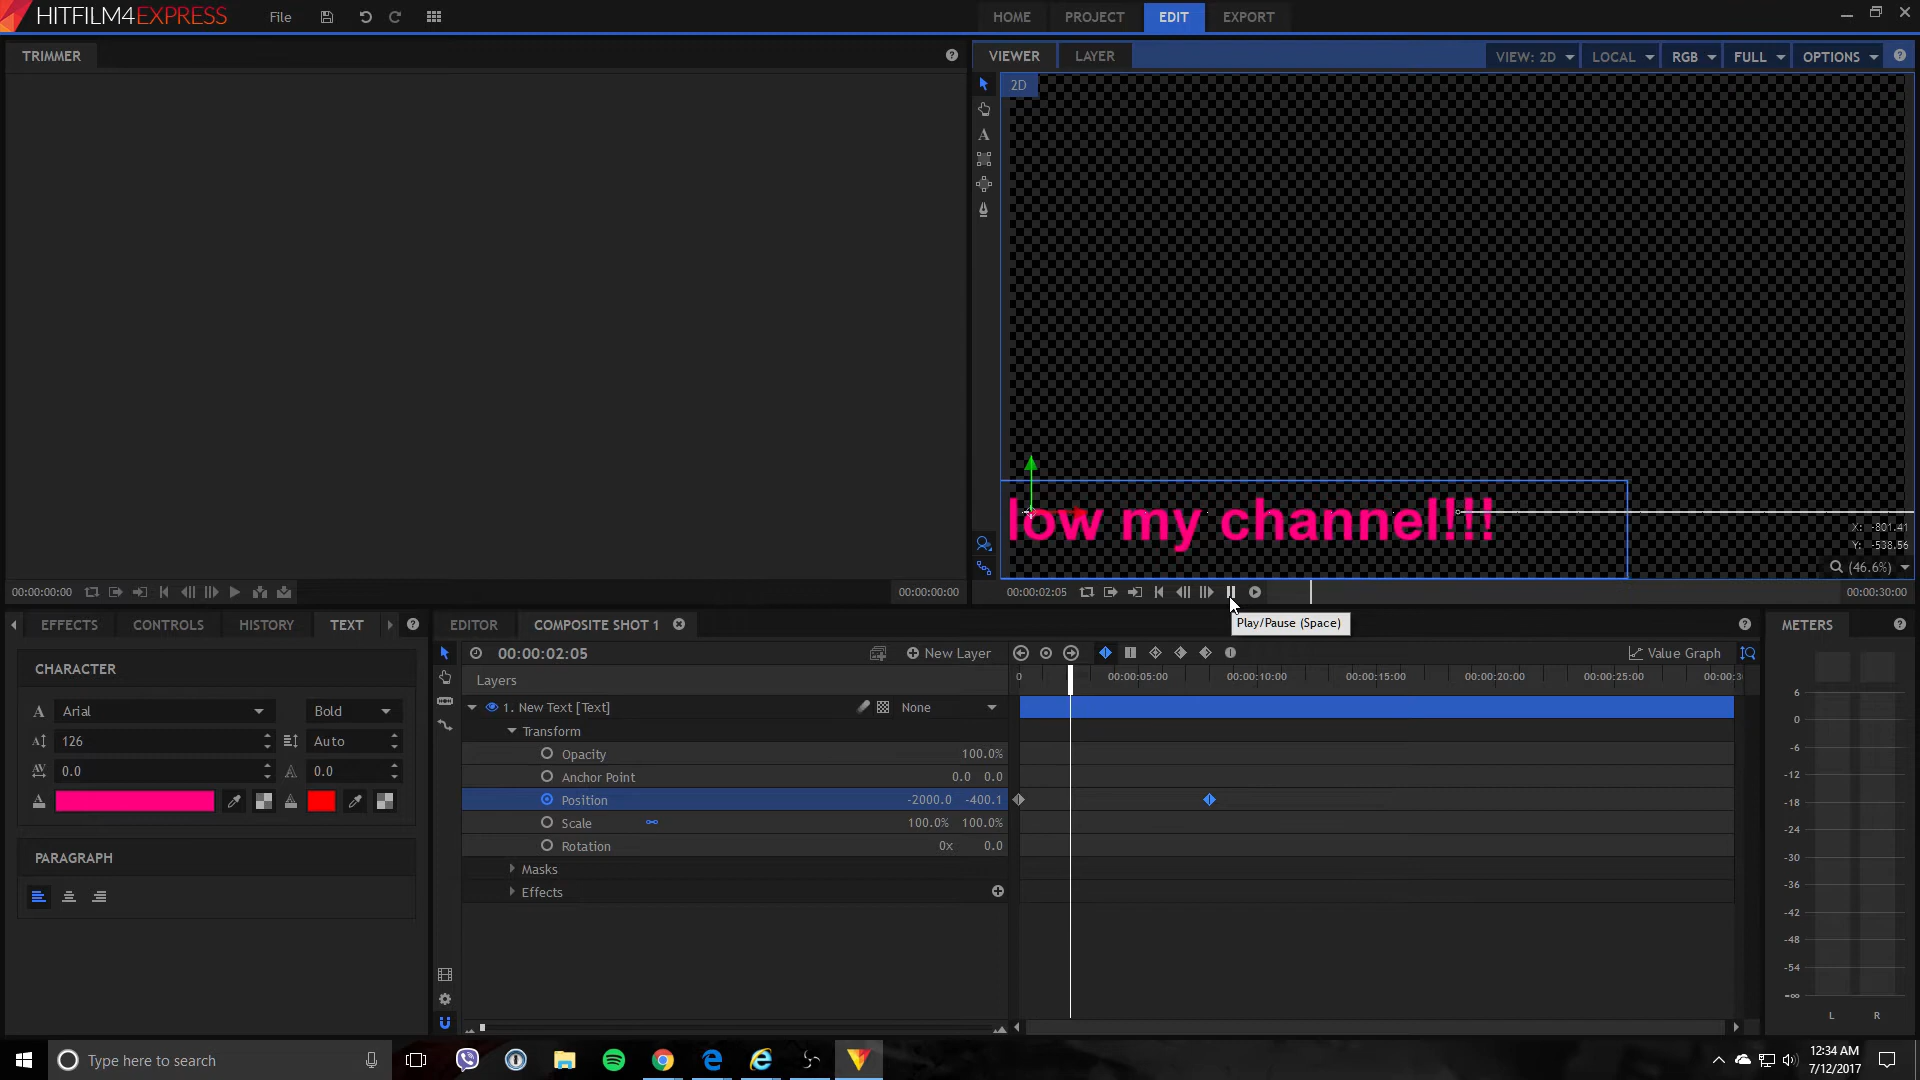 HITFILM4EXPRESS File HOME PROJECT EDIT EXPORT
TRIMMER
VIEWER LAYER VIEW: 2D LOCAL RGB FULL OPTIONS
2D
low my channel!!!
X: -801.41
Y: -538.56
(46.6%)
00:00:00:00 00:00:00:00
00:00:02:05 00:00:30:00
Play/Pause (Space)
EFFECTS CONTROLS HISTORY TEXT
CHARACTER
Arial Bold
126 Auto
0.0 0.0
PARAGRAPH
EDITOR COMPOSITE SHOT 1
00:00:02:05 New Layer Value Graph
Layers
0 00:00:05:00 00:00:10:00 00:00:15:00 00:00:20:00 00:00:25:00 00:00:3
1. New Text [Text] None
Transform
Opacity 100.0%
Anchor Point 0.0 0.0
Position -2000.0 -400.1
Scale 100.0% 100.0%
Rotation 0x 0.0
Masks
Effects
METERS
6
0
-6
-12
-18
-24
-30
-36
-42
-48
-54
-∞
L R
Type here to search
12:34 AM
7/12/2017